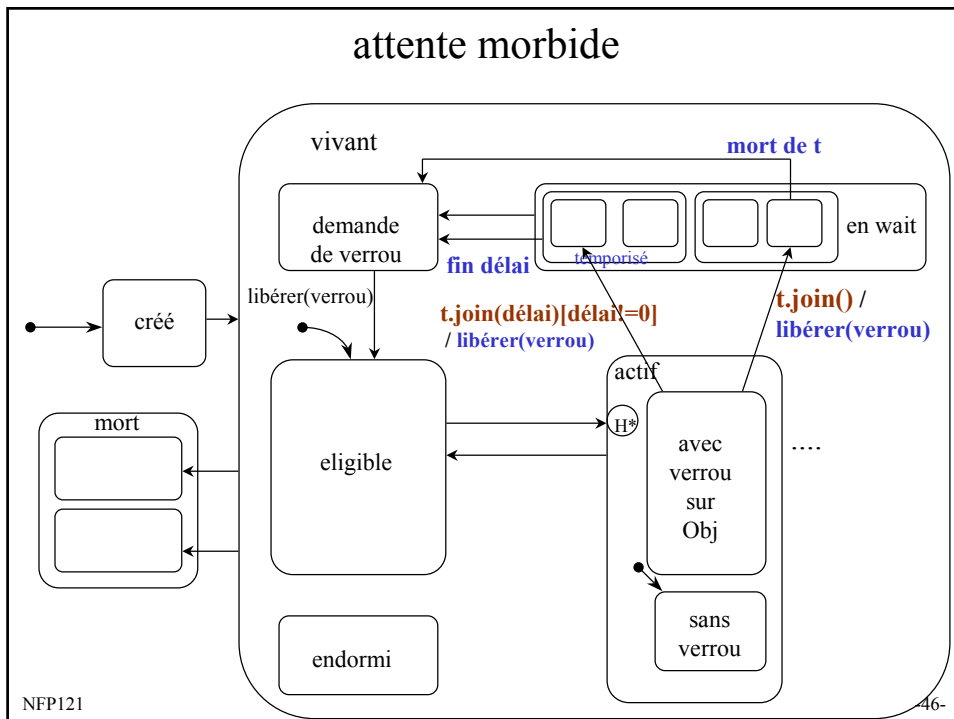 attente morbide
vivant
mort de t
demande
de verrou
en wait
temporisé
fin délai
libérer(verrou)
t.join(délai)[délai!=0]
/ libérer(verrou)
t.join() /
libérer(verrou)
créé
actif
mort
H*
eligible
avec
verrou
sur
Obj
....
sans
verrou
endormi
NFP121
-46-